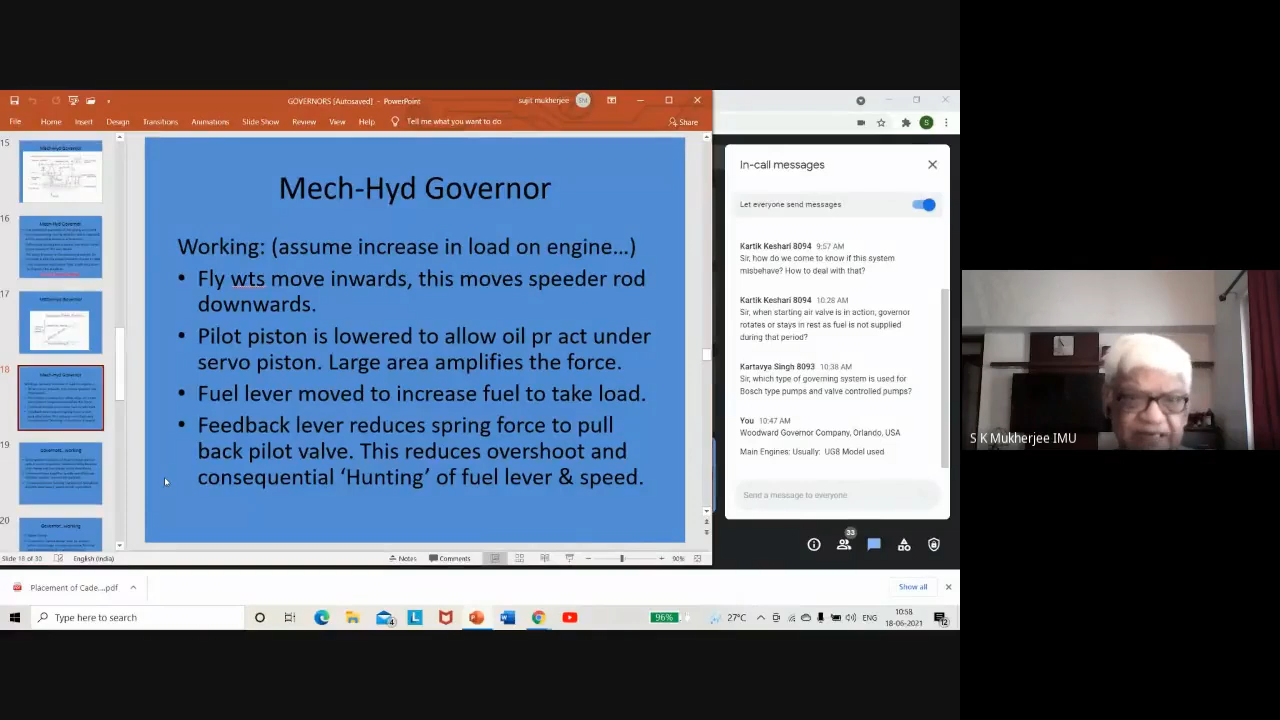 GOVERNORS [Autosaved] - PowerPoint
sujit mukherjee
File Home Insert Design Transitions Animations Slide Show Review View Help Tell me what you want to do Share
15
16
17
18
19
20
Mech-Hyd Governor
Working: (assume increase in load on engine...)
• Fly wts move inwards, this moves speeder rod
downwards.
• Pilot piston is lowered to allow oil pr act under
servo piston. Large area amplifies the force.
• Fuel lever moved to increase fuel to take load.
• Feedback lever reduces spring force to pull
back pilot valve. This reduces overshoot and
consequential ‘Hunting’ of fuel lever & speed.
Slide 18 of 30 English (India) Notes Comments 90%
In-call messages
Let everyone send messages
Kartik Keshari 8094 9:57 AM
Sir, how do we come to know if this system
misbehave? How to deal with that?
Kartik Keshari 8094 10:28 AM
Sir, when starting air valve is in action, governor
rotates or stays in rest as fuel is not supplied
during that period?
Kartavya Singh 8093 10:38 AM
Sir, which type of governing system is used for
Bosch type pumps and valve controlled pumps?
You 10:47 AM
Woodward Governor Company, Orlando, USA
Main Engines: Usually: UG8 Model used
Send a message to everyone
33
S K Mukherjee IMU
Placement of Cade....pdf
Show all
Type here to search
96%
27°C
ENG
10:58
18-06-2021